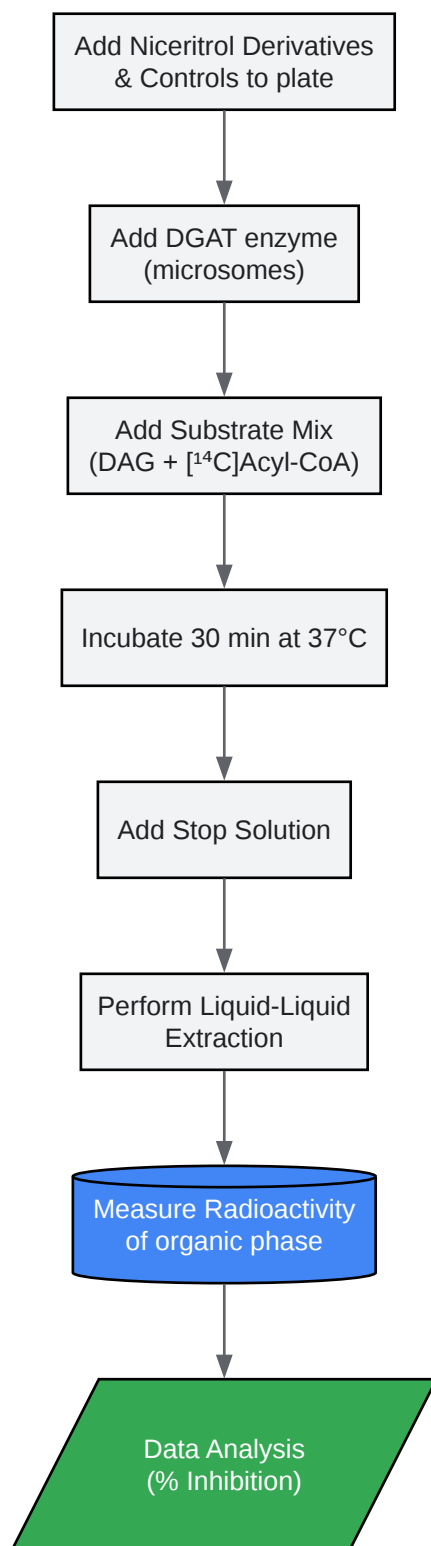 Add Niceritrol Derivatives
& Controls to plate
Add DGAT enzyme
(microsomes)
Add Substrate Mix
(DAG + [¹⁴C]Acyl-CoA)
Incubate 30 min at 37°C
Add Stop Solution
Perform Liquid-Liquid
Extraction
Measure Radioactivity
of organic phase
Data Analysis
(% Inhibition)